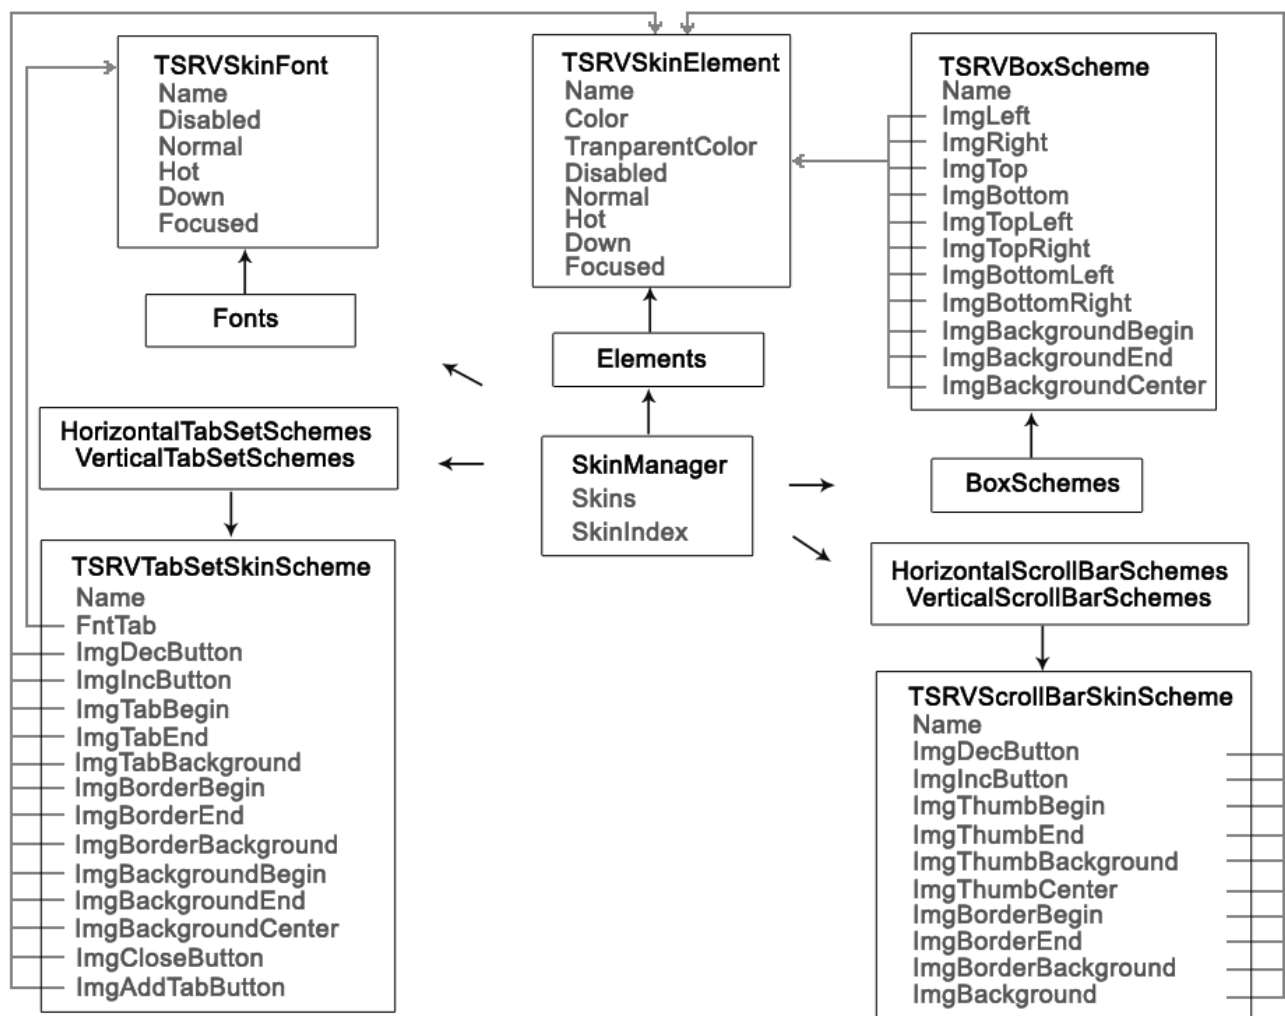 TSRVSkinFont
Name
Disabled
Normal
Hot
Down
Focused
Fonts
TSRVSkinElement
Name
Color
TranparentColor
Disabled
Normal
Hot
Down
Focused
Elements
TSRVBoxScheme
Name
ImgLeft
ImgRight
ImgTop
ImgBottom
ImgTopLeft
ImgTopRight
ImgBottomLeft
ImgBottomRight
ImgBackgroundBegin
ImgBackgroundEnd
ImgBackgroundCenter
BoxSchemes
HorizontalTabSetSchemes
VerticalTabSetSchemes
SkinManager
Skins
SkinIndex
TSRVTabSetSkinScheme
Name
FntTab
ImgDecButton
ImgIncButton
ImgTabBegin
ImgTabEnd
ImgTabBackground
ImgBorderBegin
ImgBorderEnd
ImgBorderBackground
ImgBackgroundBegin
ImgBackgroundEnd
ImgBackgroundCenter
ImgCloseButton
ImgAddTabButton
HorizontalScrollBarSchemes
VerticalScrollBarSchemes
TSRVScrollBarSkinScheme
Name
ImgDecButton
ImgIncButton
ImgThumbBegin
ImgThumbEnd
ImgThumbBackground
ImgThumbCenter
ImgBorderBegin
ImgBorderEnd
ImgBorderBackground
ImgBackground